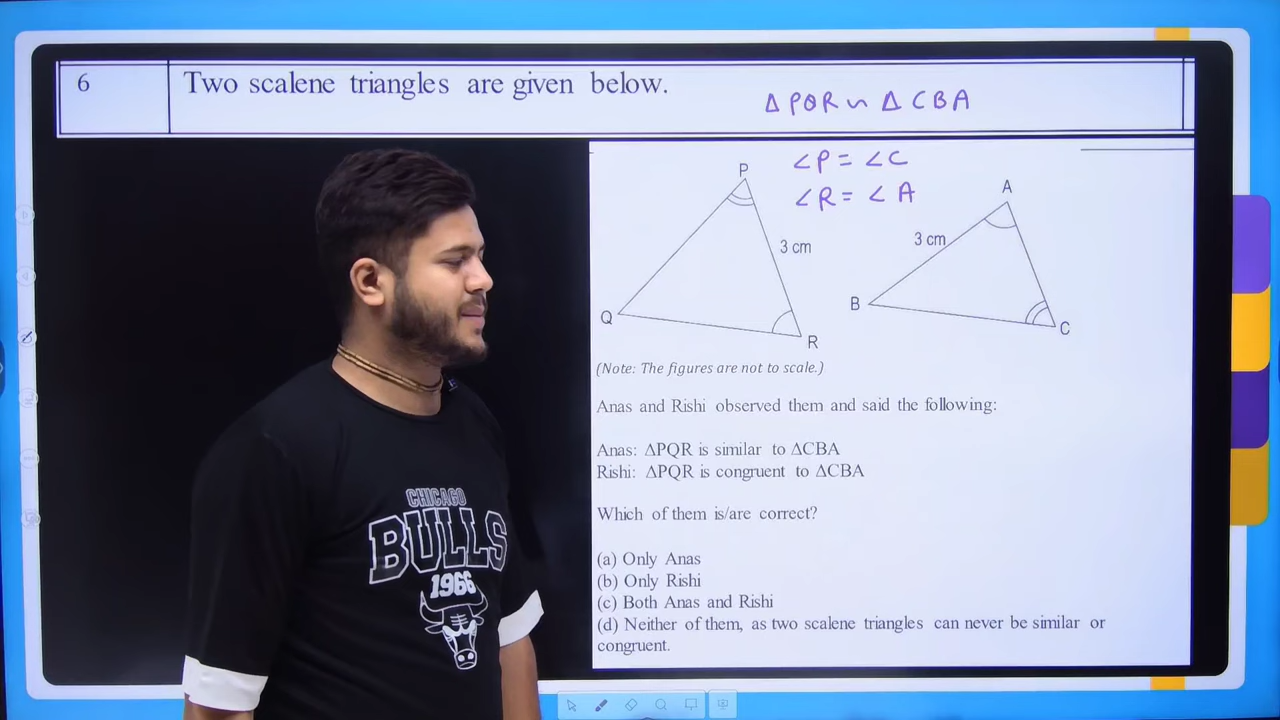 6
Two scalene triangles are given below.
Δ PQR ~ Δ CBA
∠P = ∠C
∠R = ∠A
P
Q
R
3 cm
A
B
C
3 cm
(Note: The figures are not to scale.)
Anas and Rishi observed them and said the following:
Anas: ΔPQR is similar to ΔCBA
Rishi: ΔPQR is congruent to ΔCBA
Which of them is/are correct?
(a) Only Anas
(b) Only Rishi
(c) Both Anas and Rishi
(d) Neither of them, as two scalene triangles can never be similar or
congruent.
CHICAGO
BULLS
1966